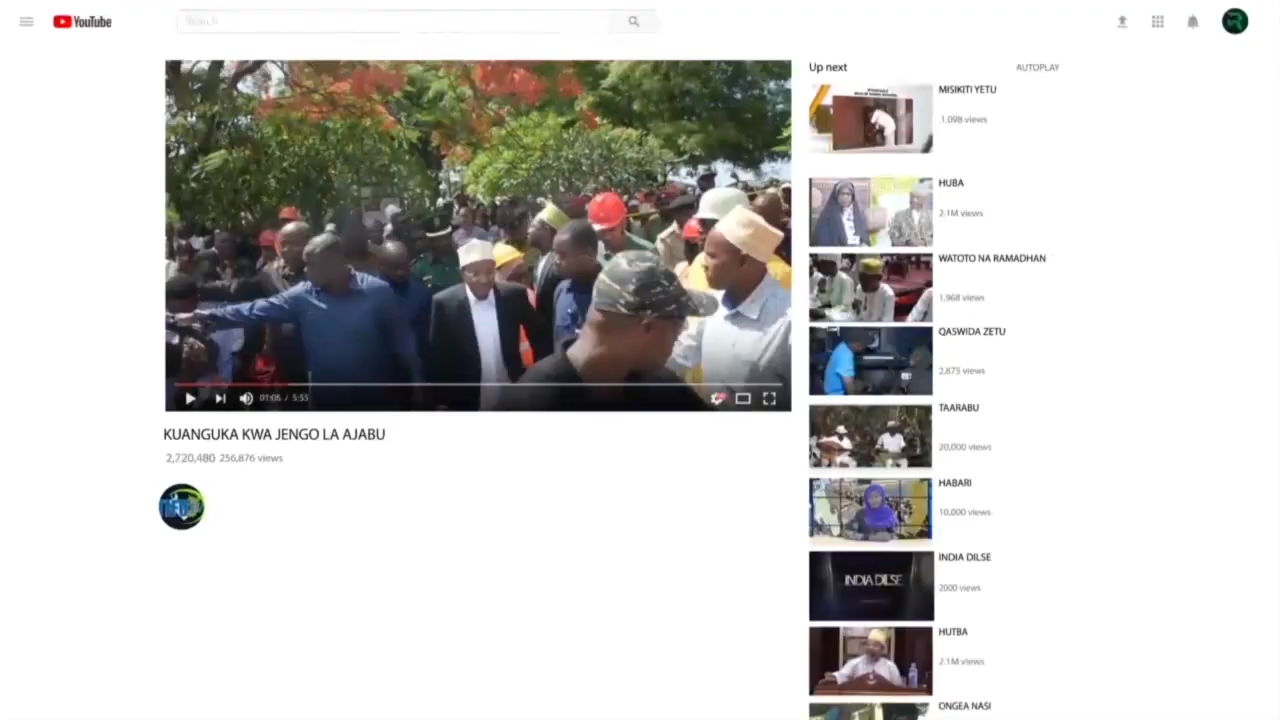 YouTube
KUANGUKA KWA JENGO LA AJABU
2,720,480 256,876 views
01:06 / 5:55
Up next
AUTOPLAY
MISIKITI YETU
1,098 views
HUBA
2.1M views
WATOTO NA RAMADHAN
1,968 views
QASWIDA ZETU
2,875 views
TAARABU
20,000 views
HABARI
10,000 views
INDIA DILSE
INDIA DILSE
2000 views
HUTBA
2.1M views
ONGEA NASI